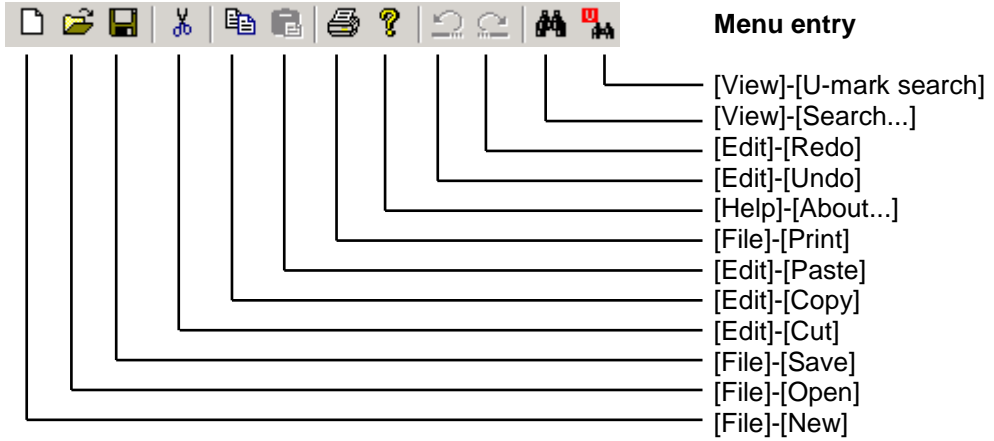 Menu entry
U
[View]-[U-mark search]
[View]-[Search...]
[Edit]-[Redo]
[Edit]-[Undo]
[Help]-[About...]
[File]-[Print]
[Edit]-[Paste]
[Edit]-[Copy]
[Edit]-[Cut]
[File]-[Save]
[File]-[Open]
[File]-[New]